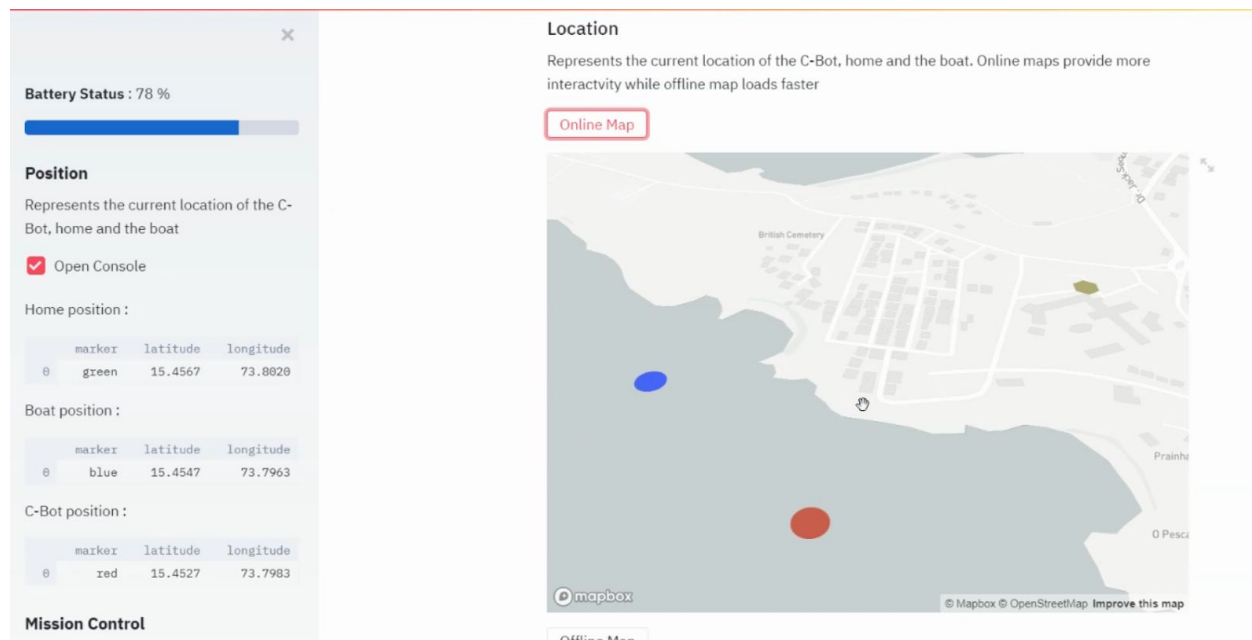 ×
Battery Status : 78 %
Position
Represents the current location of the C-
Bot, home and the boat
Open Console
Home position :
marker latitude longitude
0 green 15.4567 73.8020
Boat position :
marker latitude longitude
0 blue 15.4547 73.7963
C-Bot position :
marker latitude longitude
0 red 15.4527 73.7983
Mission Control
Location
Represents the current location of the C-Bot, home and the boat. Online maps provide more
interactvity while offline map loads faster
Online Map
Dr. Jack
British Cemetery
Prainha
O Pesca
mapbox
© Mapbox © OpenStreetMap Improve this map
Offline Map